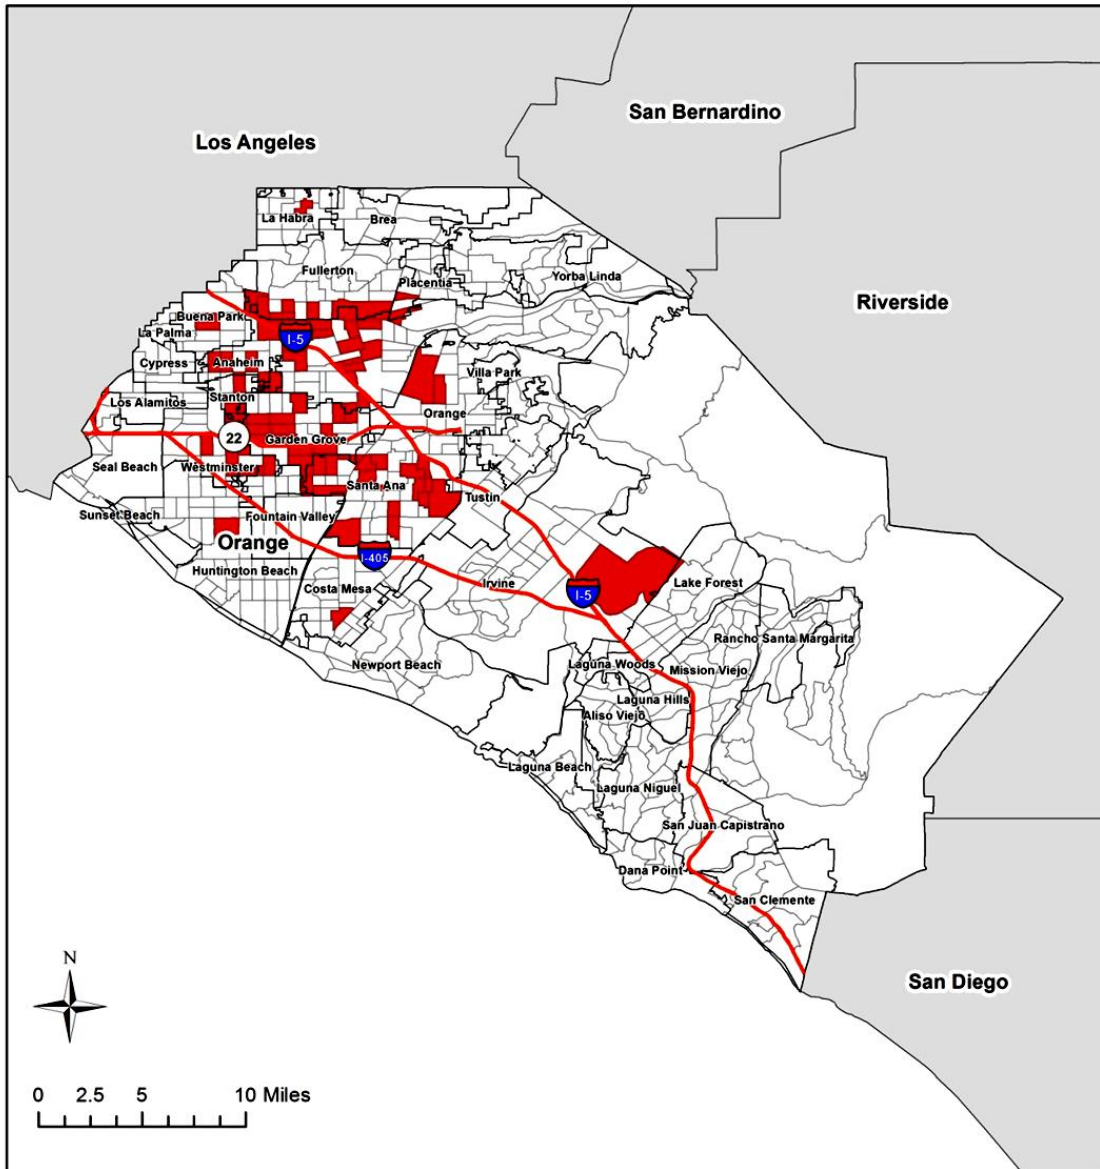 San Bernardino
Los Angeles
La Habra
Brea
Fullerton
Placentia
Yorba Linda
Riverside
Buena Park
La Palma
I-5
Cypress
Anaheim
Villa Park
Stanton
Los Alamitos
Orange
22
Garden Grove
Seal Beach
Westminster
Santa Ana
Tustin
Sunset Beach
Fountain Valley
Orange
I-405
Huntington Beach
Costa Mesa
Irvine
I-5
Lake Forest
Rancho Santa Margarita
Newport Beach
Laguna Woods
Mission Viejo
Laguna Hills
Aliso Viejo
Laguna Beach
Laguna Niguel
San Juan Capistrano
Dana Point
San Clemente
N
San Diego
0 2.5 5 10 Miles